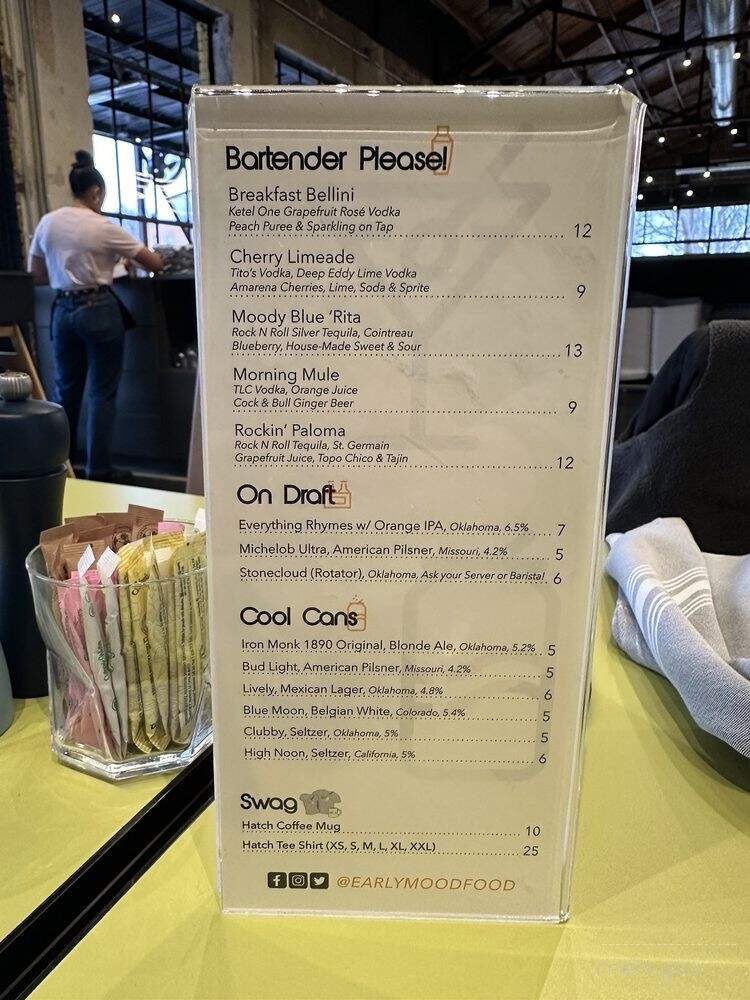 Bartender Please!
Breakfast Bellini
Ketel One Grapefruit Rosé Vodka
Peach Puree & Sparkling on Tap 12
Cherry Limeade
Tito's Vodka, Deep Eddy Lime Vodka
Amarena Cherries, Lime, Soda & Sprite 9
Moody Blue ‘Rita
Rock N Roll Silver Tequila, Cointreau
Blueberry, House-Made Sweet & Sour 13
Morning Mule
TLC Vodka, Orange Juice
Cock & Bull Ginger Beer 9
Rockin’ Paloma
Rock N Roll Tequila, St. Germain
Grapefruit Juice, Topo Chico & Tajin 12
On Draft
Everything Rhymes w/ Orange IPA, Oklahoma, 6.5% 7
Michelob Ultra, American Pilsner, Missouri, 4.2% 5
Stonecloud (Rotator), Oklahoma, Ask your Server or Barista! 6
Cool Cans
Iron Monk 1890 Original, Blonde Ale, Oklahoma, 5.2% 5
Bud Light, American Pilsner, Missouri, 4.2% 5
Lively, Mexican Lager, Oklahoma, 4.8% 6
Blue Moon, Belgian White, Colorado, 5.4% 5
Clubby, Seltzer, Oklahoma, 5% 5
High Noon, Seltzer, California, 5% 6
Swag
Hatch Coffee Mug 10
Hatch Tee Shirt (XS, S, M, L, XL, XXL) 25
@EARLYMOODFOOD